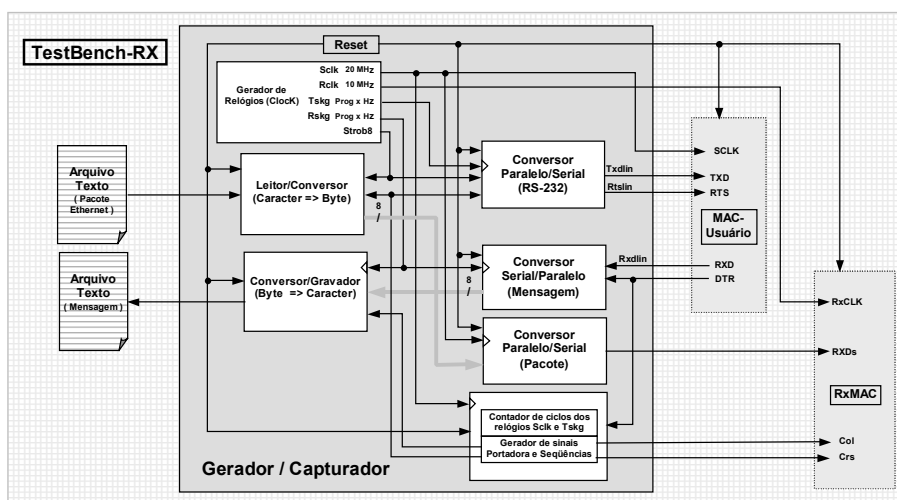 TestBench-RX
Reset
Gerador de
Relógios (ClocK)
Sclk 20 MHz
Rclk 10 MHz
Tskg Prog x Hz
Rskg Prog x Hz
Strob8
Arquivo
Texto
( Pacote
Ethernet )
Leitor/Conversor
(Caracter => Byte)
8
/
Conversor
Paralelo/Serial
(RS-232)
Txdlin
Rtslin
SCLK
TXD
RTS
MAC-
Usuário
RXD
DTR
Arquivo
Texto
( Mensagem )
Conversor/Gravador
(Byte => Caracter)
8
/
Conversor
Serial/Paralelo
(Mensagem)
Rxdlin
Conversor
Paralelo/Serial
(Pacote)
RxCLK
RXDs
RxMAC
Col
Crs
Contador de ciclos dos
relógios Sclk e Tskg
Gerador de sinais
Portadora e Seqüências
Gerador / Capturador